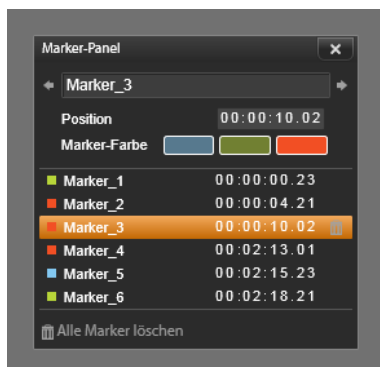 Marker-Panel
Marker_3
Position 00:00:10.02
Marker-Farbe
Marker_1 00:00:00.23
Marker_2 00:00:04.21
Marker_3 00:00:10.02
Marker_4 00:02:13.01
Marker_5 00:02:15.23
Marker_6 00:02:18.21
Alle Marker löschen